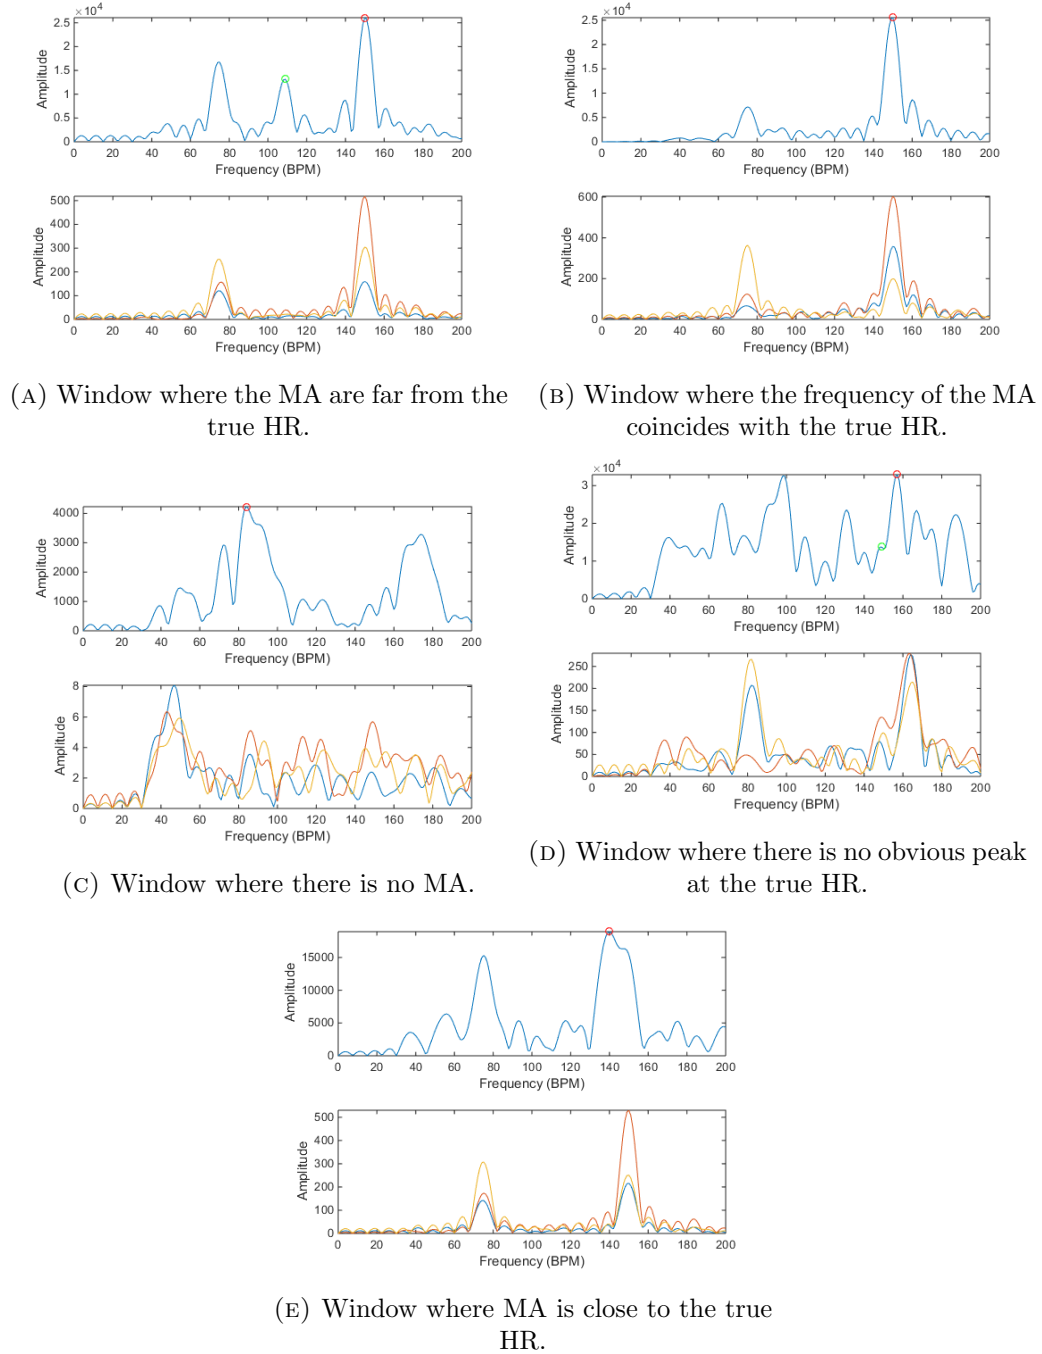 ×10⁴
2.5
2
1.5
1
0.5
0
Amplitude
0 20 40 60 80 100 120 140 160 180 200
Frequency (BPM)
500
400
300
200
100
0
Amplitude
0 20 40 60 80 100 120 140 160 180 200
Frequency (BPM)
(A) Window where the MA are far from the
true HR.
×10⁴
2.5
2
1.5
1
0.5
0
Amplitude
0 20 40 60 80 100 120 140 160 180 200
Frequency (BPM)
600
400
200
0
Amplitude
0 20 40 60 80 100 120 140 160 180 200
Frequency (BPM)
(B) Window where the frequency of the MA
coincides with the true HR.
4000
3000
2000
1000
0
Amplitude
0 20 40 60 80 100 120 140 160 180 200
Frequency (BPM)
8
6
4
2
0
Amplitude
0 20 40 60 80 100 120 140 160 180 200
Frequency (BPM)
(C) Window where there is no MA.
×10⁴
3
2
1
0
Amplitude
0 20 40 60 80 100 120 140 160 180 200
Frequency (BPM)
250
200
150
100
50
0
Amplitude
0 20 40 60 80 100 120 140 160 180 200
Frequency (BPM)
(D) Window where there is no obvious peak
at the true HR.
15000
10000
5000
0
Amplitude
0 20 40 60 80 100 120 140 160 180 200
Frequency (BPM)
500
400
300
200
100
0
Amplitude
0 20 40 60 80 100 120 140 160 180 200
Frequency (BPM)
(E) Window where MA is close to the true
HR.